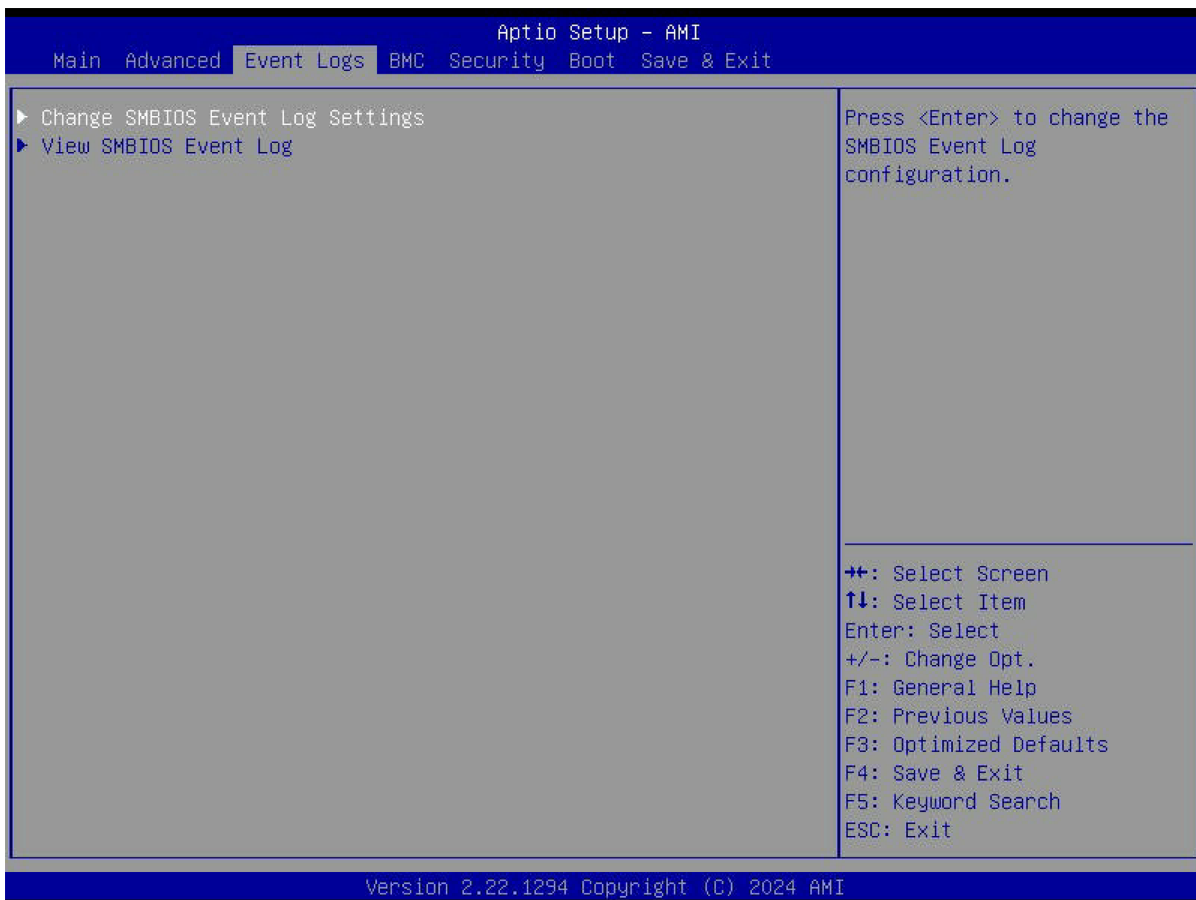 Aptio Setup – AMI
Main Advanced Event Logs BMC Security Boot Save & Exit
Change SMBIOS Event Log Settings
View SMBIOS Event Log
Press <Enter> to change the
SMBIOS Event Log
configuration.
→←: Select Screen
↑↓: Select Item
Enter: Select
+/-: Change Opt.
F1: General Help
F2: Previous Values
F3: Optimized Defaults
F4: Save & Exit
F5: Keyword Search
ESC: Exit
Version 2.22.1294 Copyright (C) 2024 AMI